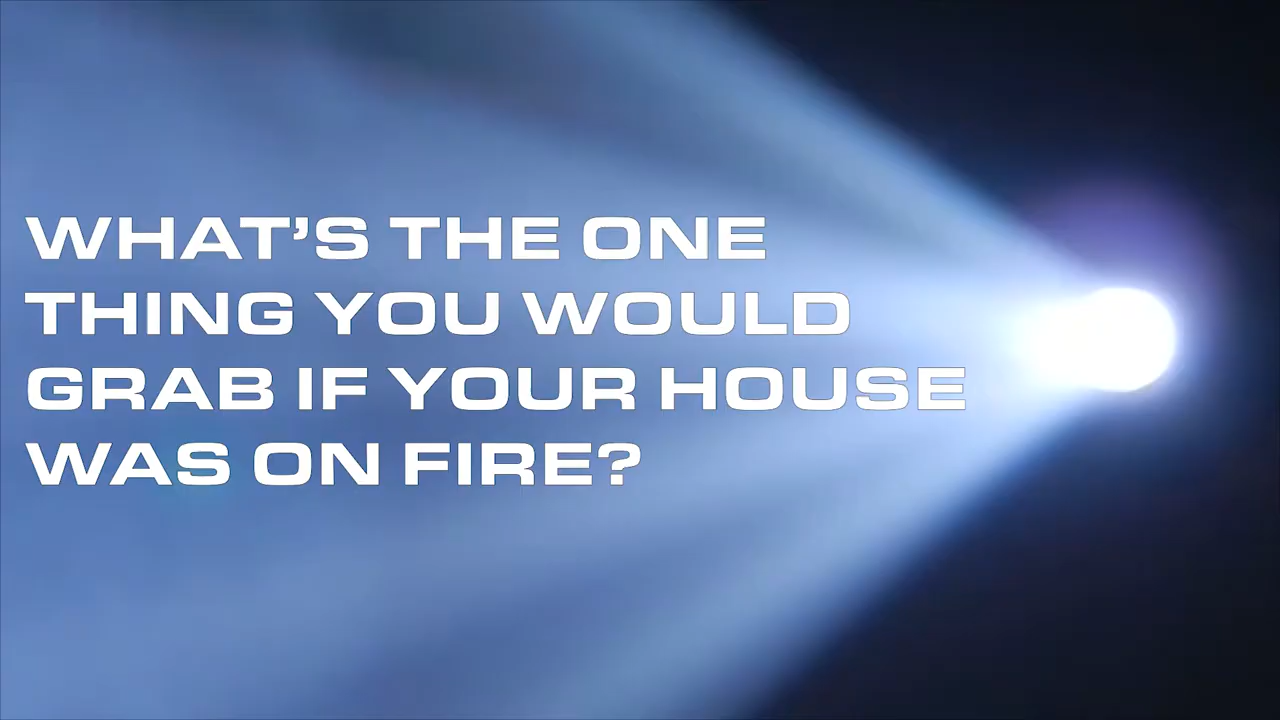 WHAT’S THE ONE
THING YOU WOULD
GRAB IF YOUR HOUSE
WAS ON FIRE?